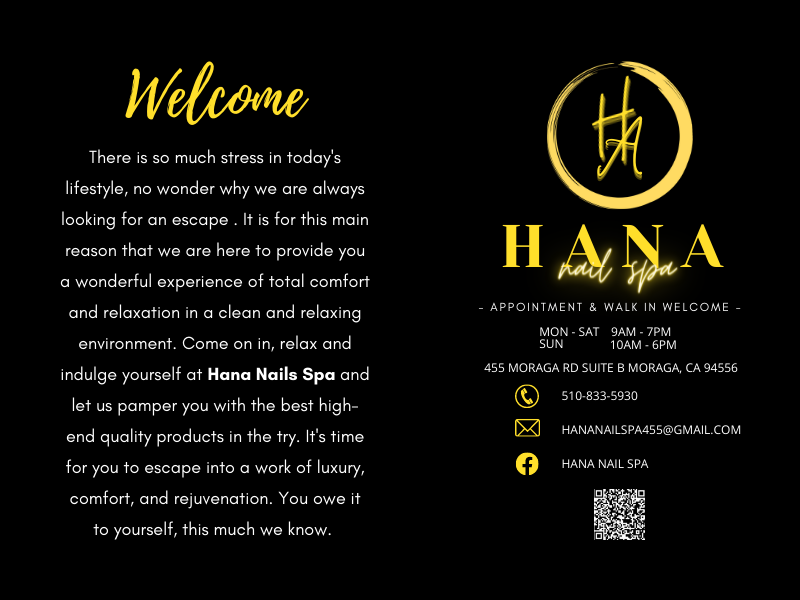 Welcome
There is so much stress in today's
lifestyle, no wonder why we are always
looking for an escape . It is for this main
reason that we are here to provide you
a wonderful experience of total comfort
and relaxation in a clean and relaxing
environment. Come on in, relax and
indulge yourself at Hana Nails Spa and
let us pamper you with the best high-
end quality products in the try. It's time
for you to escape into a work of luxury,
comfort, and rejuvenation. You owe it
to yourself, this much we know.
HA
HANA
nail spa
- APPOINTMENT & WALK IN WELCOME -
MON - SAT 9AM - 7PM
SUN 10AM - 6PM
455 MORAGA RD SUITE B MORAGA, CA 94556
510-833-5930
HANANAILSPA455@GMAIL.COM
HANA NAIL SPA